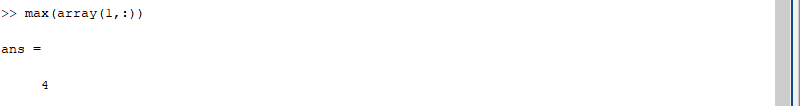 >> max(array(1,:))
ans =
4